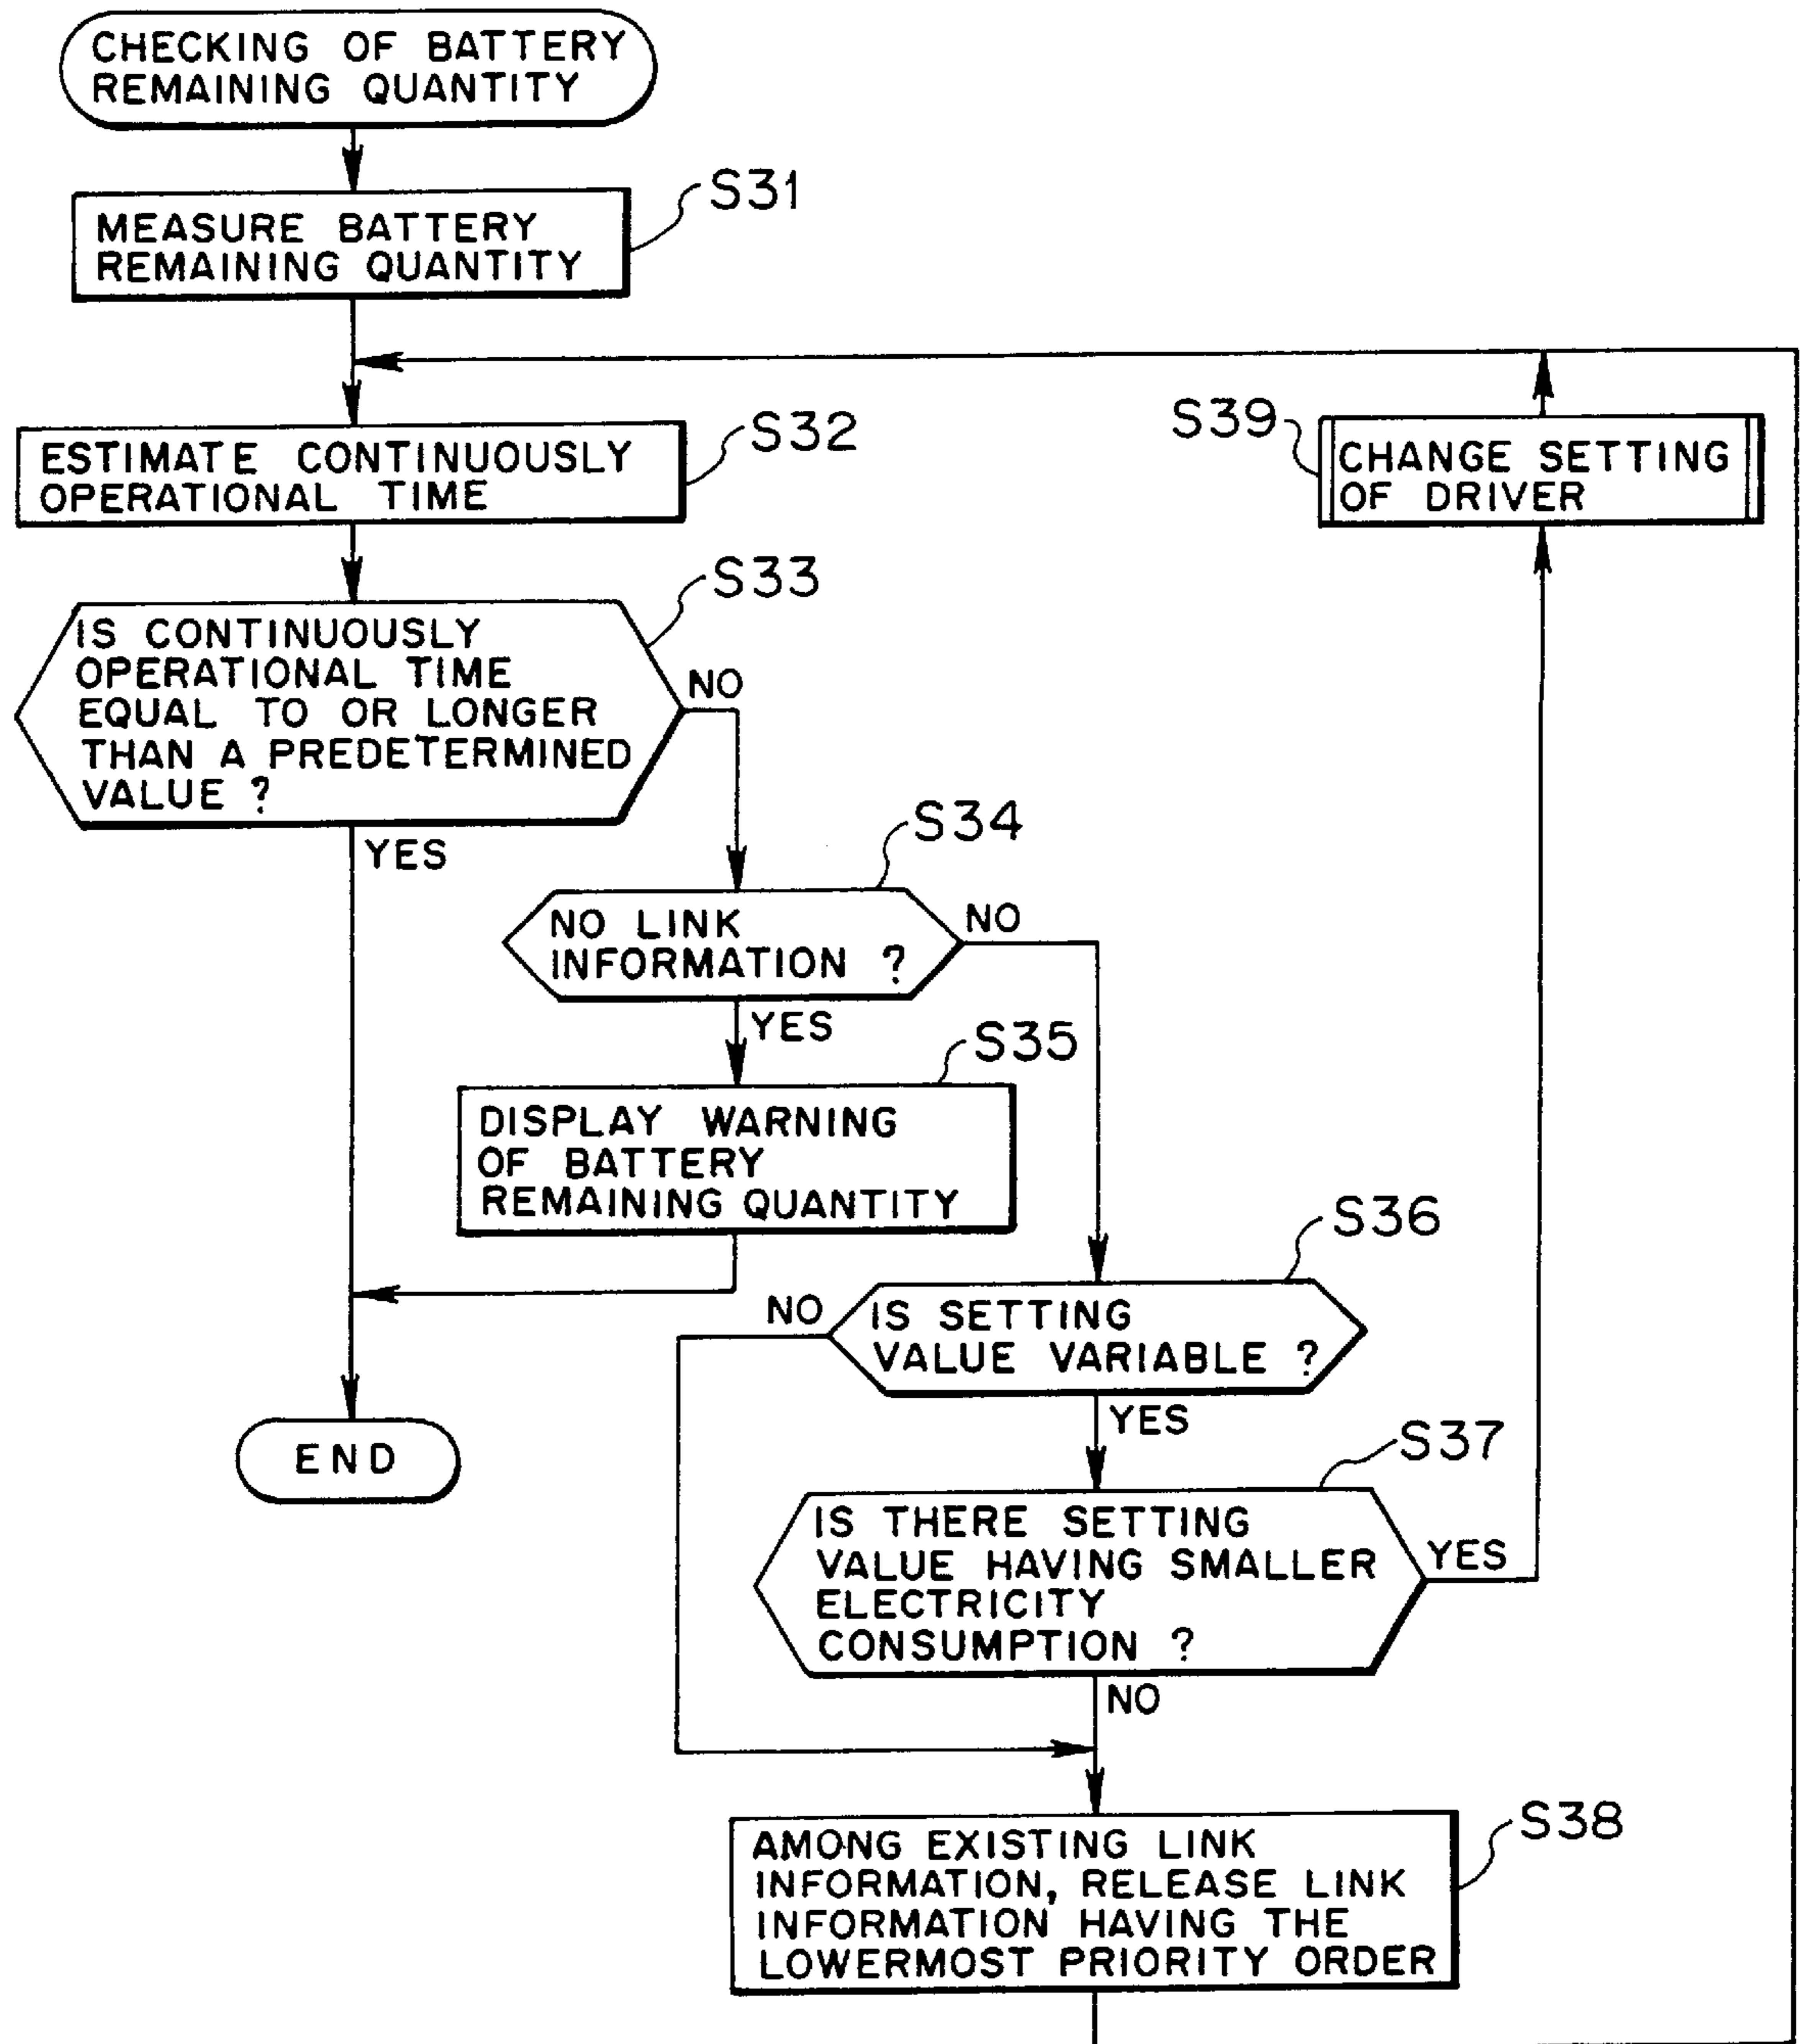 CHECKING OF BATTERY
REMAINING QUANTITY
S31
MEASURE BATTERY
REMAINING QUANTITY
S32
ESTIMATE CONTINUOUSLY
OPERATIONAL TIME
S39
CHANGE SETTING
OF DRIVER
S33
IS CONTINUOUSLY
OPERATIONAL TIME
EQUAL TO OR LONGER
THAN A PREDETERMINED
VALUE ?
NO
YES
S34
NO LINK
INFORMATION ?
NO
YES
S35
DISPLAY WARNING
OF BATTERY
REMAINING QUANTITY
S36
NO
IS SETTING
VALUE VARIABLE ?
YES
END
S37
IS THERE SETTING
VALUE HAVING SMALLER
ELECTRICITY
CONSUMPTION ?
YES
NO
S38
AMONG EXISTING LINK
INFORMATION, RELEASE LINK
INFORMATION HAVING THE
LOWERMOST PRIORITY ORDER